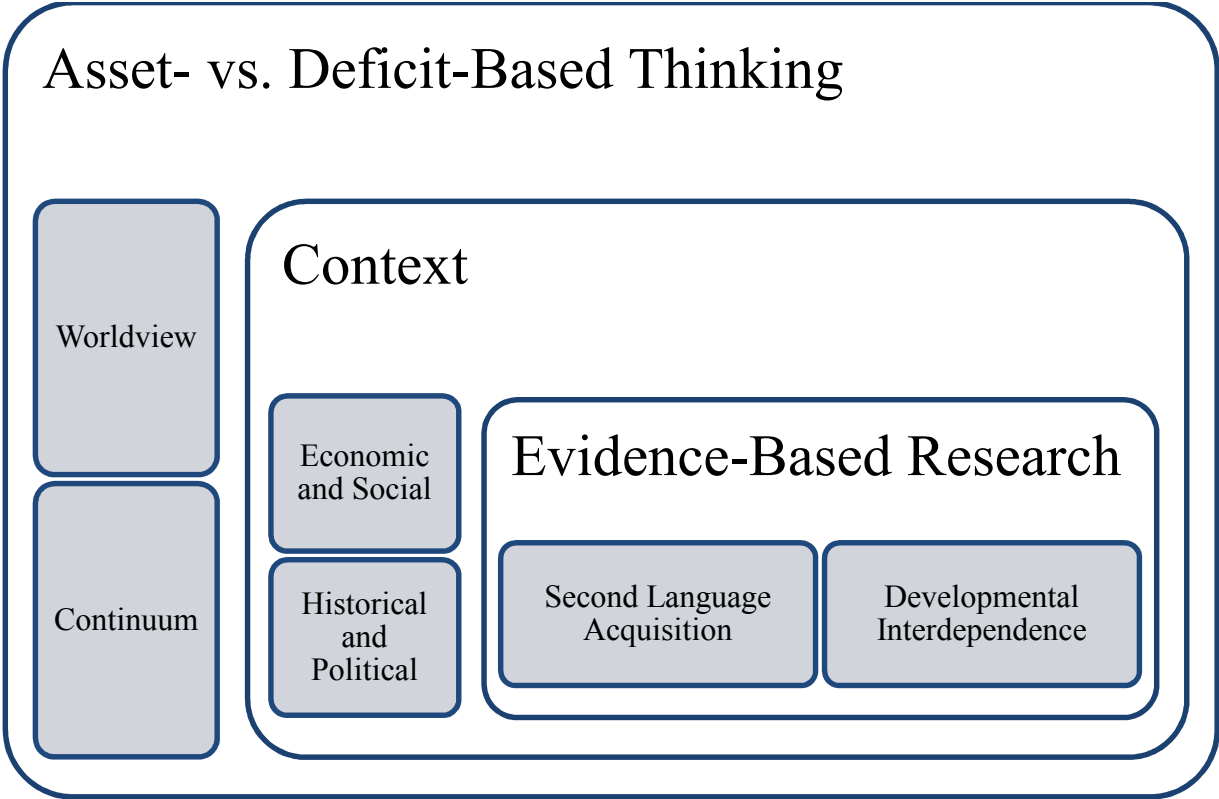 Asset- vs. Deficit-Based Thinking
Worldview
Continuum
Context
Economic
and Social
Historical
and
Political
Evidence-Based Research
Second Language
Acquisition
Developmental
Interdependence